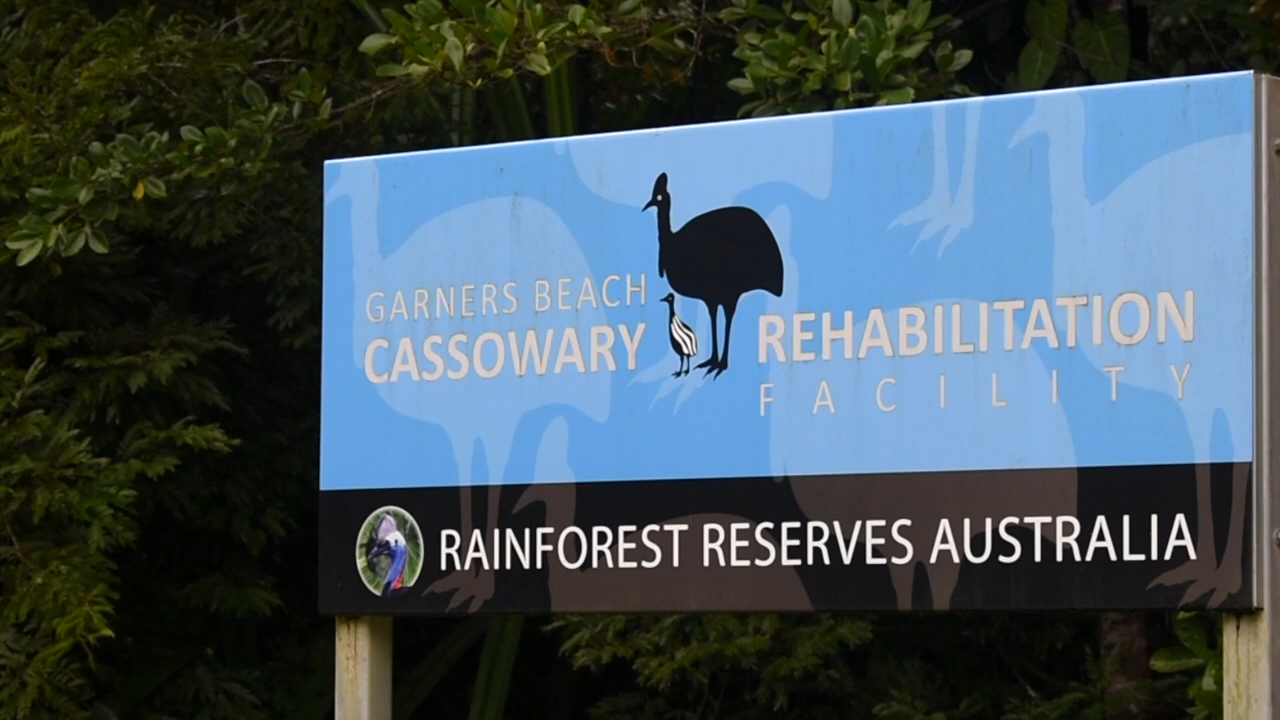 GARNERS BEACH
CASSOWARY
REHABILITATION
FACILITY
RAINFOREST RESERVES AUSTRALIA